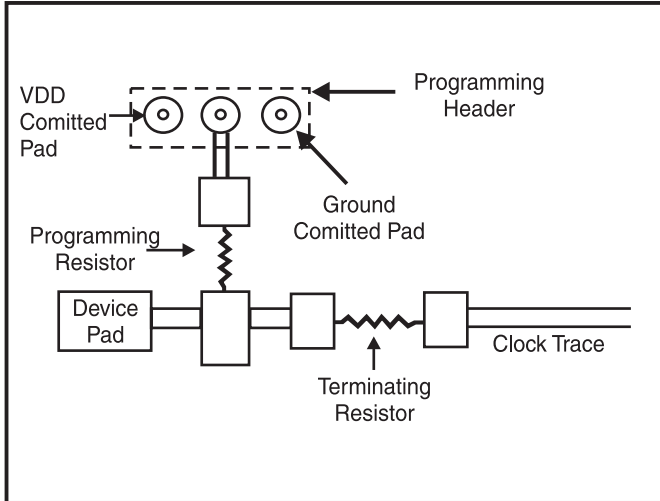 VDD
Comitted
Pad
Programming
Header
Ground
Comitted Pad
Programming
Resistor
Device
Pad
Clock Trace
Terminating
Resistor